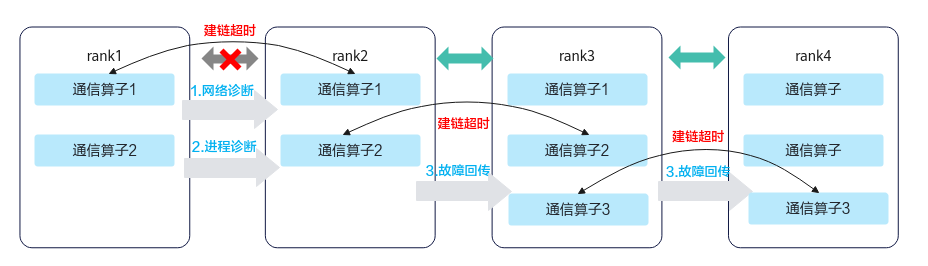 建链超时
rank1
rank2
rank3
rank4
通信算子1
1.网络诊断
通信算子1
通信算子1
通信算子
建链超时
建链超时
通信算子2
2.进程诊断
通信算子2
通信算子2
通信算子
3.故障回传
3.故障回传
通信算子3
通信算子3